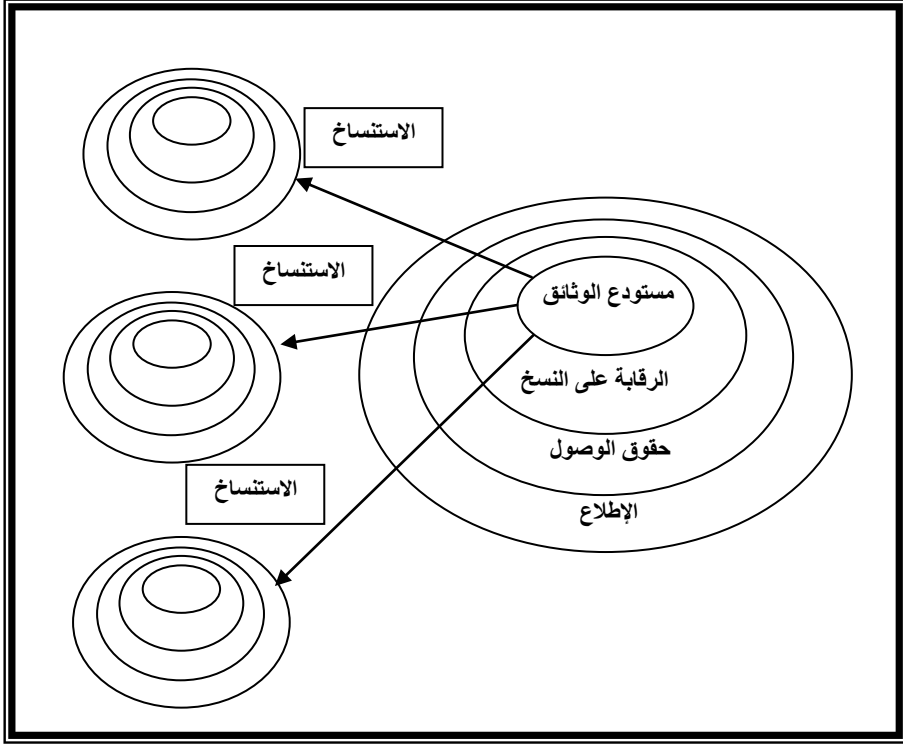 الاستنساخ
الاستنساخ
مستودع الوثائق
الرقابة على النسخ
حقوق الوصول
الاستنساخ
الإطلاع